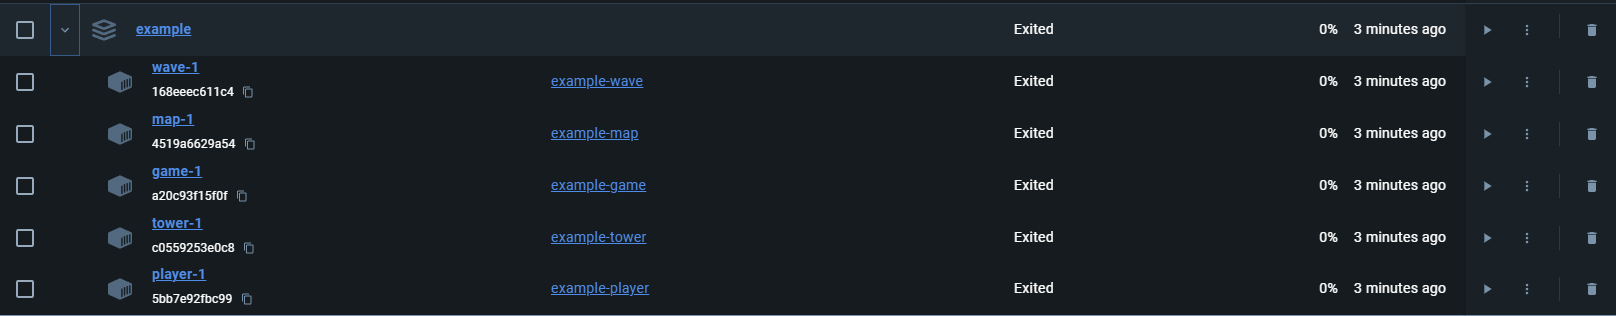 example Exited 0% 3 minutes ago
wave-1
168eeec611c4 example-wave Exited 0% 3 minutes ago
map-1
4519a6629a54 example-map Exited 0% 3 minutes ago
game-1
a20c93f15f0f example-game Exited 0% 3 minutes ago
tower-1
c0559253e0c8 example-tower Exited 0% 3 minutes ago
player-1
5bb7e92fbc99 example-player Exited 0% 3 minutes ago